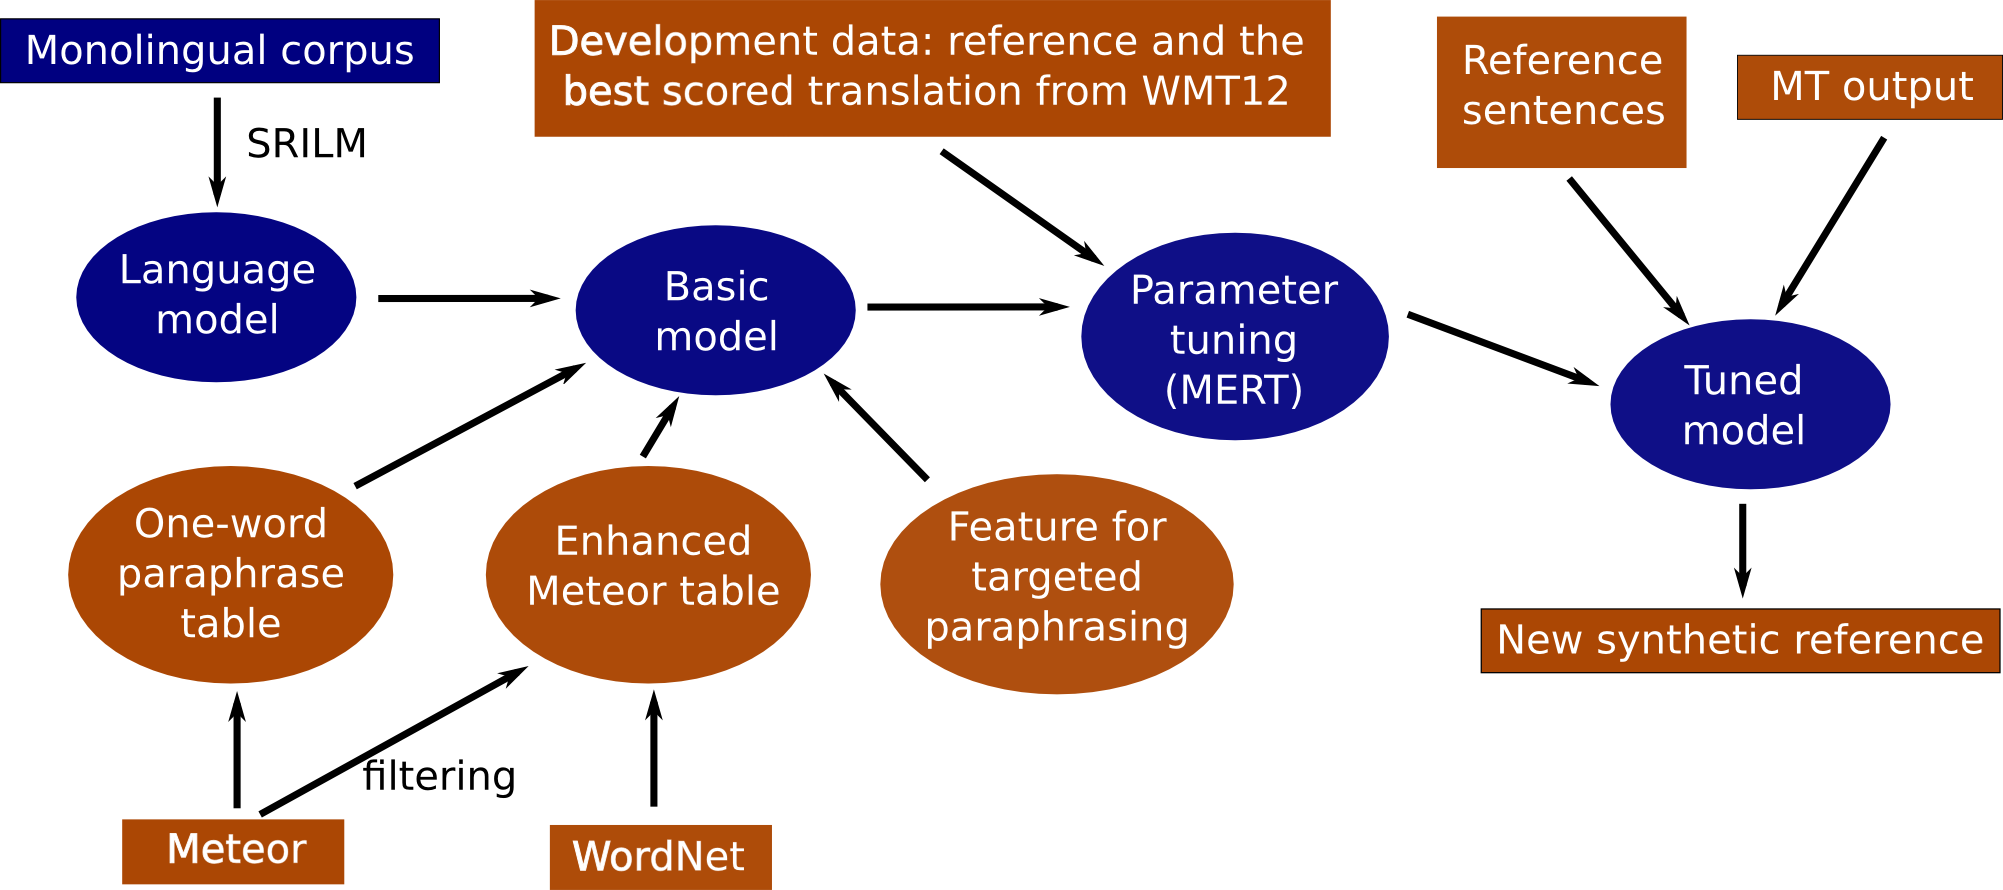 Monolingual corpus
SRILM
Development data: reference and the
best scored translation from WMT12
Reference
sentences
MT output
Language
model
Basic
model
Parameter
tuning
(MERT)
Tuned
model
One-word
paraphrase
table
Enhanced
Meteor table
Feature for
targeted
paraphrasing
New synthetic reference
filtering
Meteor
WordNet